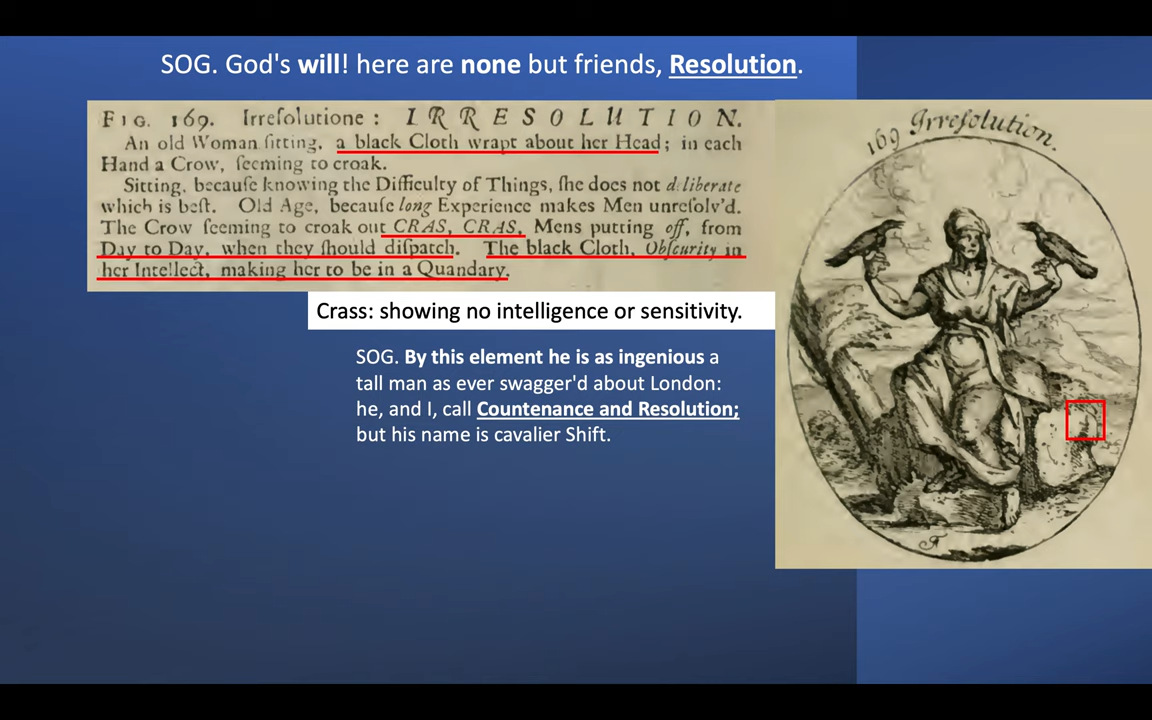 SOG. God's will! here are none but friends, Resolution.
FIG. 169. Irreſolutione : IRRESOLUTION.
An old Woman ſitting, a black Cloth wrapt about her Head; in each
Hand a Crow, ſeeming to croak.
Sitting, becauſe knowing the Difficulty of Things, ſhe does not deliberate
which is beſt. Old Age, becauſe long Experience makes Men unreſolv'd.
The Crow ſeeming to croak out CRAS, CRAS, Mens putting off, from
Day to Day, when they ſhould diſpatch. The black Cloth, Obſcurity in
her Intellect, making her to be in a Quandary.
169 Irreſolution.
Crass: showing no intelligence or sensitivity.
SOG. By this element he is as ingenious a
tall man as ever swagger'd about London:
he, and I, call Countenance and Resolution;
but his name is cavalier Shift.